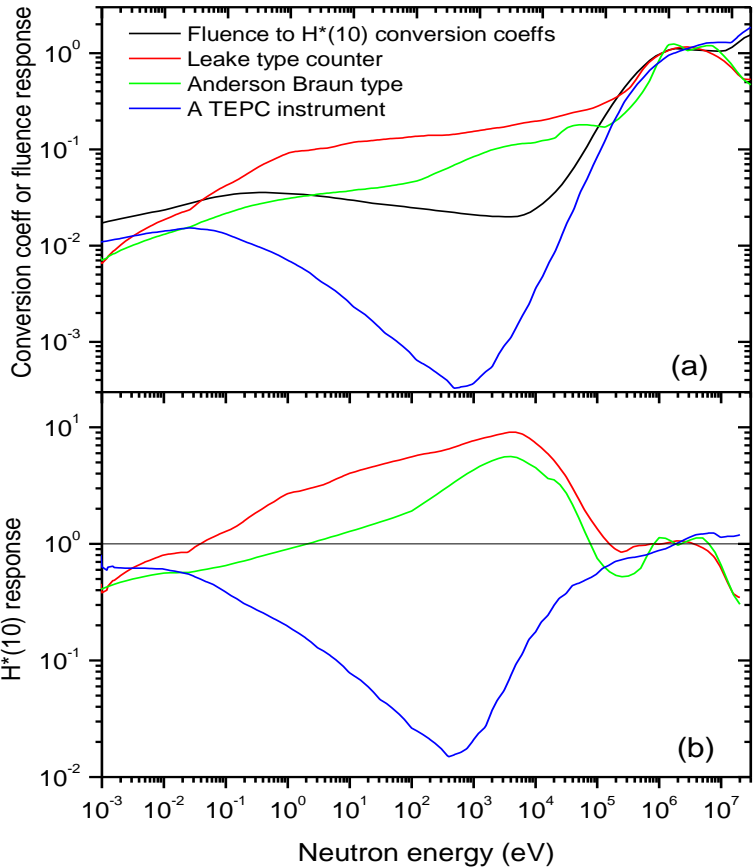 Conversion coeff or fluence response
10⁰
10⁻¹
10⁻²
10⁻³
Fluence to H*(10) conversion coeffs
Leake type counter
Anderson Braun type
A TEPC instrument
(a)
H*(10) response
10¹
10⁰
10⁻¹
10⁻²
(b)
10⁻³ 10⁻² 10⁻¹ 10⁰ 10¹ 10² 10³ 10⁴ 10⁵ 10⁶ 10⁷
Neutron energy (eV)